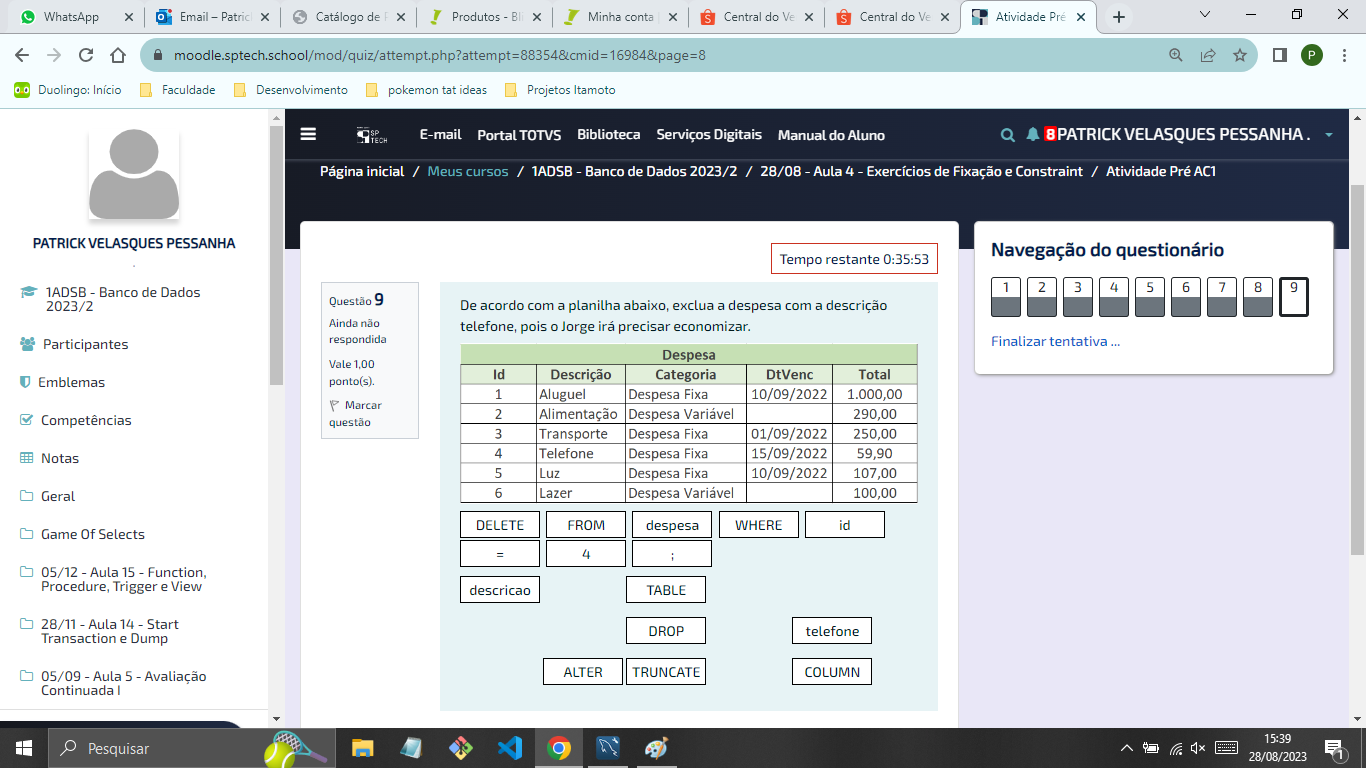 WhatsApp
Email – Patric
Catálogo de P
Produtos - Bli
Minha conta
Central do Ve
Central do Ve
Atividade Pré
moodle.sptech.school/mod/quiz/attempt.php?attempt=88354&cmid=16984&page=8
P
Duolingo: Início
Faculdade
Desenvolvimento
pokemon tat ideas
Projetos Itamoto
PATRICK VELASQUES PESSANHA
.
1ADSB - Banco de Dados
2023/2
Participantes
Emblemas
Competências
Notas
Geral
Game Of Selects
05/12 - Aula 15 - Function,
Procedure, Trigger e View
28/11 - Aula 14 - Start
Transaction e Dump
05/09 - Aula 5 - Avaliação
Continuada I
SP
TECH
E-mail Portal TOTVS Biblioteca Serviços Digitais Manual do Aluno
8 PATRICK VELASQUES PESSANHA .
Página inicial / Meus cursos / 1ADSB - Banco de Dados 2023/2 / 28/08 - Aula 4 - Exercícios de Fixação e Constraint / Atividade Pré AC1
Tempo restante 0:35:53
Questão 9
Ainda não
respondida
Vale 1,00
ponto(s).
Marcar
questão
De acordo com a planilha abaixo, exclua a despesa com a descrição
telefone, pois o Jorge irá precisar economizar.
Despesa
Id Descrição Categoria DtVenc Total
1 Aluguel Despesa Fixa 10/09/2022 1.000,00
2 Alimentação Despesa Variável 290,00
3 Transporte Despesa Fixa 01/09/2022 250,00
4 Telefone Despesa Fixa 15/09/2022 59,90
5 Luz Despesa Fixa 10/09/2022 107,00
6 Lazer Despesa Variável 100,00
DELETE FROM despesa WHERE id
= 4 ;
descricao TABLE
DROP telefone
ALTER TRUNCATE COLUMN
Navegação do questionário
1 2 3 4 5 6 7 8 9
Finalizar tentativa ...
Pesquisar
15:39
28/08/2023
1